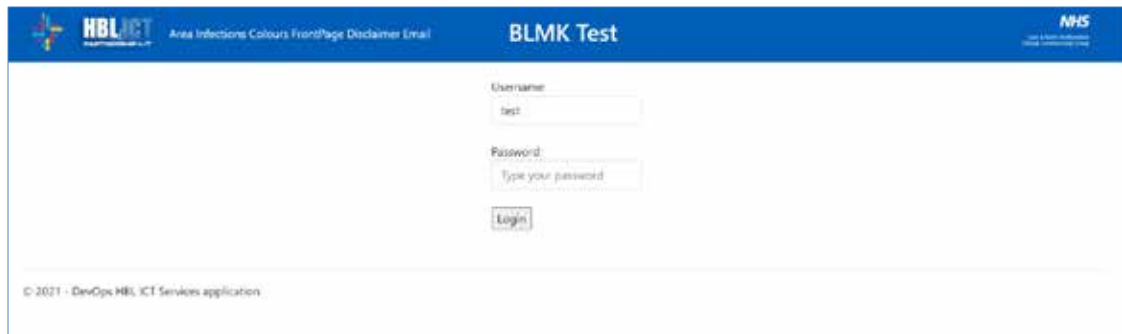 HBL ICT
Area Infections Colours FrontPage Disclaimer Email
BLMK Test
NHS
Username
test
Password
Type your password
Login
© 2021 - DevOps HBL ICT Services application